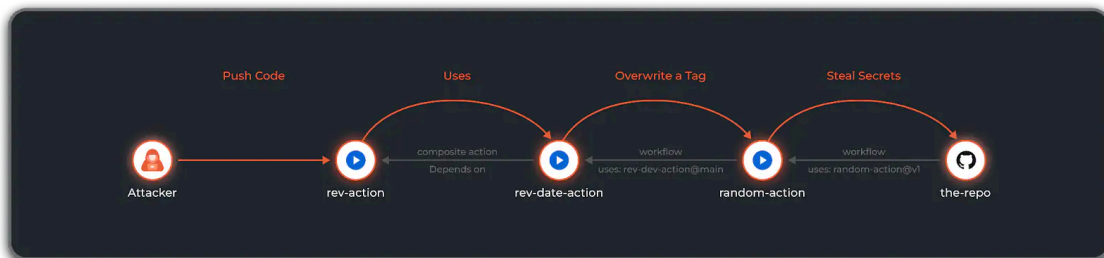 Push Code
Uses
Overwrite a Tag
Steal Secrets
composite action
Depends on
workflow
uses: rev-dev-action@main
workflow
uses: random-action@v1
Attacker
rev-action
rev-date-action
random-action
the-repo